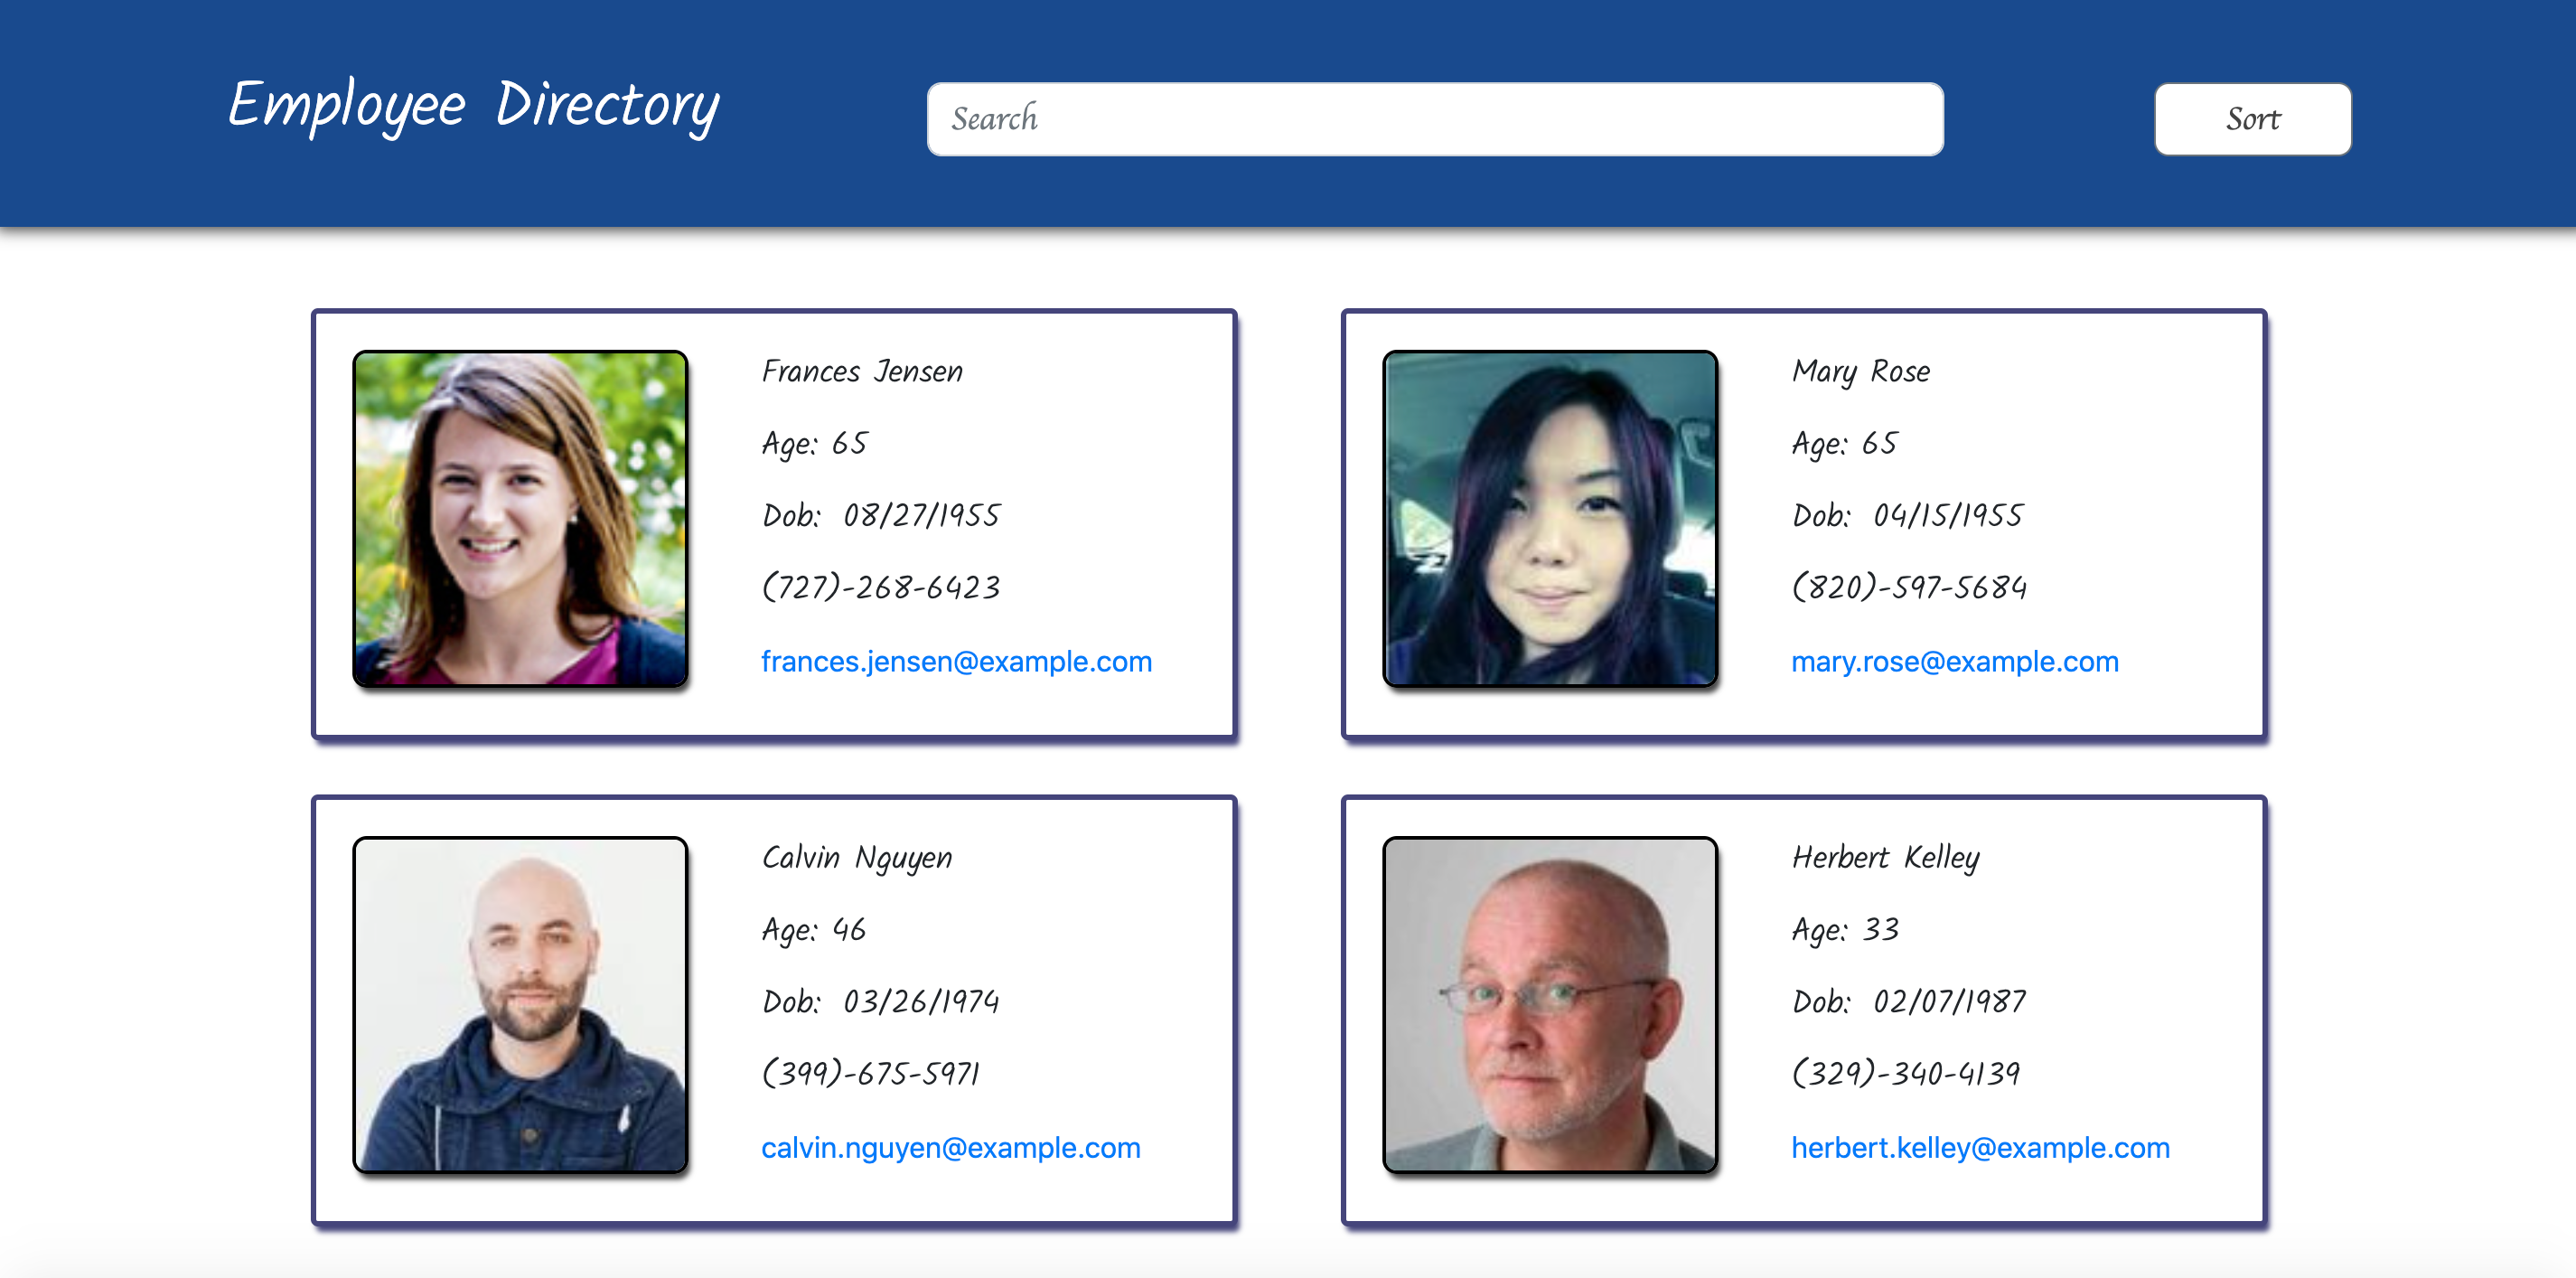 Employee Directory
Search
Sort
Frances Jensen
Age: 65
Dob: 08/27/1955
(727)-268-6423
frances.jensen@example.com
Mary Rose
Age: 65
Dob: 04/15/1955
(820)-597-5684
mary.rose@example.com
Calvin Nguyen
Age: 46
Dob: 03/26/1974
(399)-675-5971
calvin.nguyen@example.com
Herbert Kelley
Age: 33
Dob: 02/07/1987
(329)-340-4139
herbert.kelley@example.com